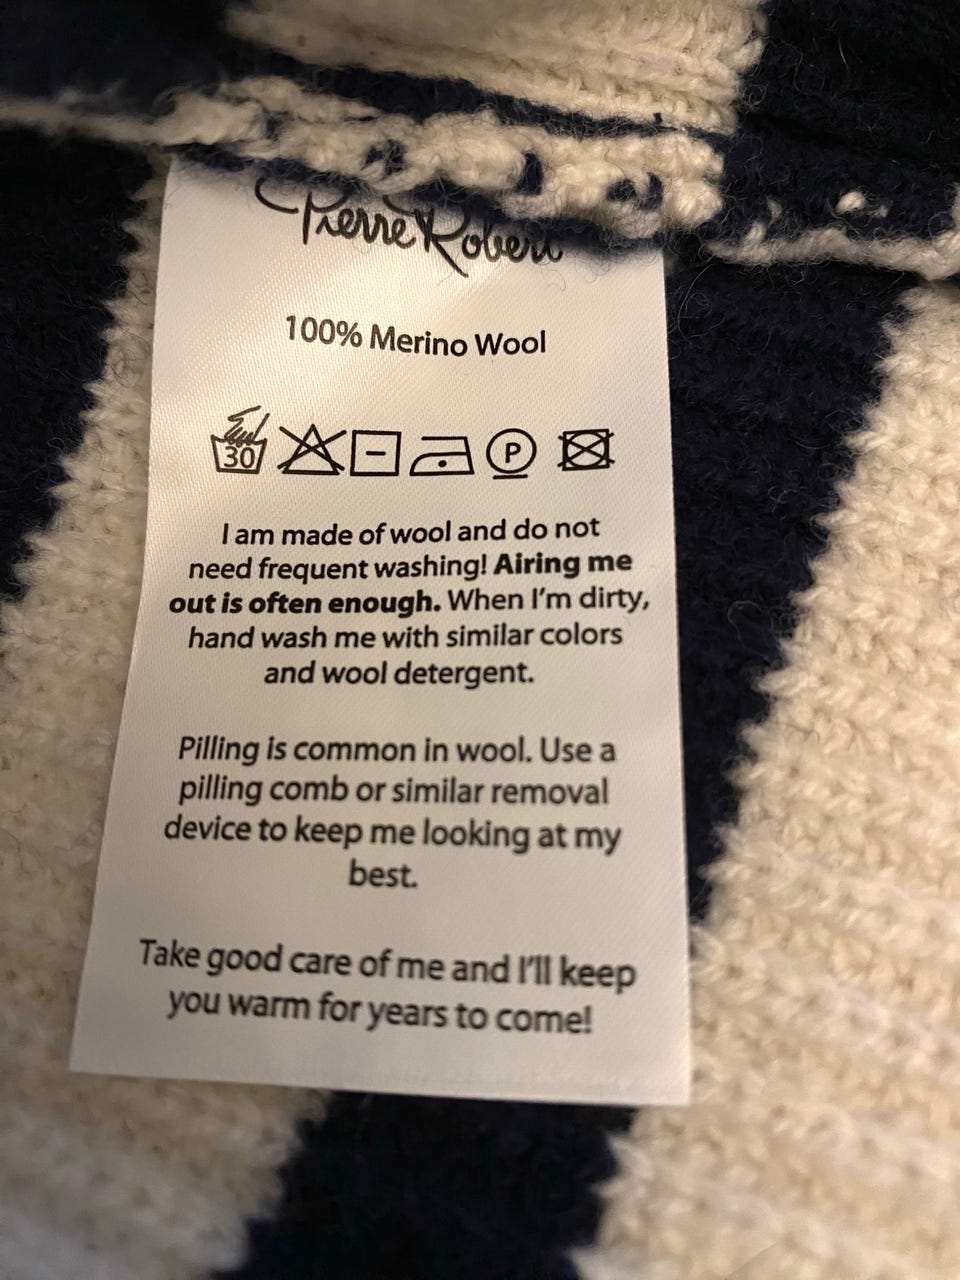 Pierre Robert
100% Merino Wool
30 P
I am made of wool and do not
need frequent washing! Airing me
out is often enough. When I'm dirty,
hand wash me with similar colors
and wool detergent.
Pilling is common in wool. Use a
pilling comb or similar removal
device to keep me looking at my
best.
Take good care of me and I'll keep
you warm for years to come!